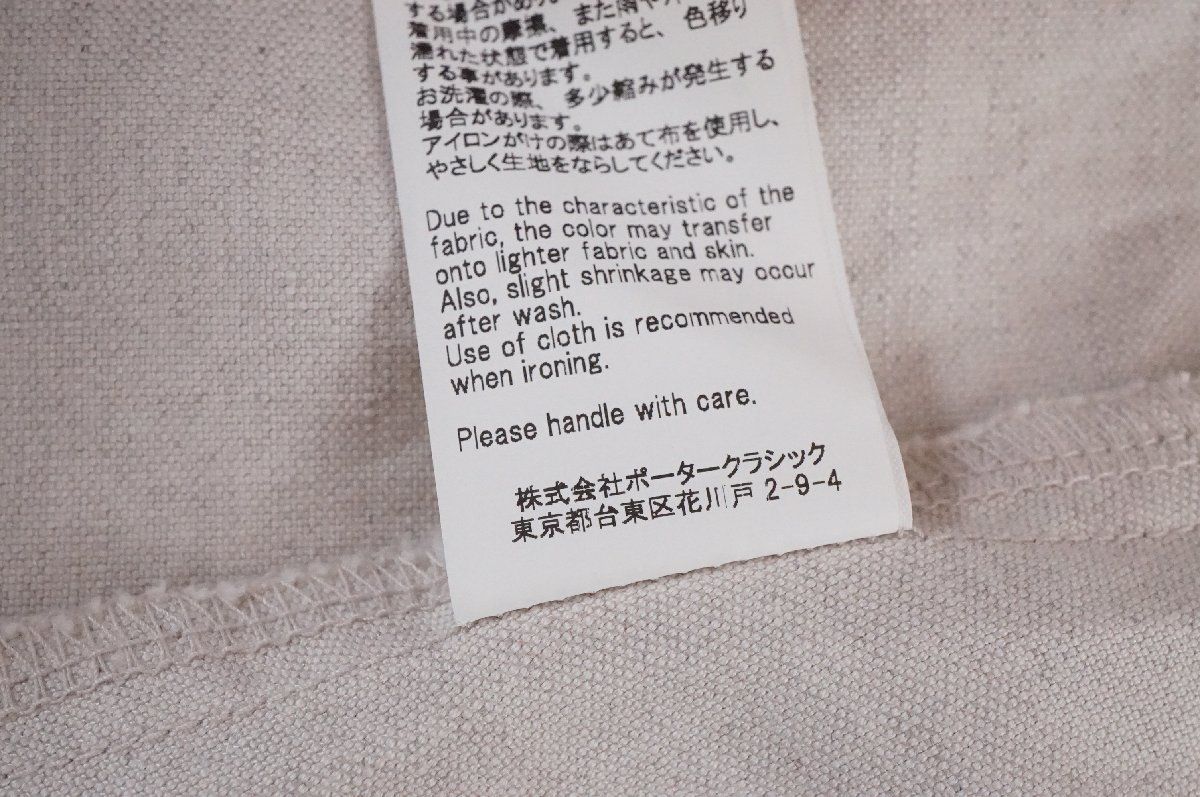 する場合があり
着用中の摩擦、また雨や
濡れた状態で着用すると、色移り
する事があります。
お洗濯の際、多少縮みが発生する
場合があります。
アイロンがけの際はあて布を使用し、
やさしく生地をならしてください。
Due to the characteristic of the
fabric, the color may transfer
onto lighter fabric and skin.
Also, slight shrinkage may occur
after wash.
Use of cloth is recommended
when ironing.
Please handle with care.
株式会社ポータークラシック
東京都台東区花川戸 2-9-4